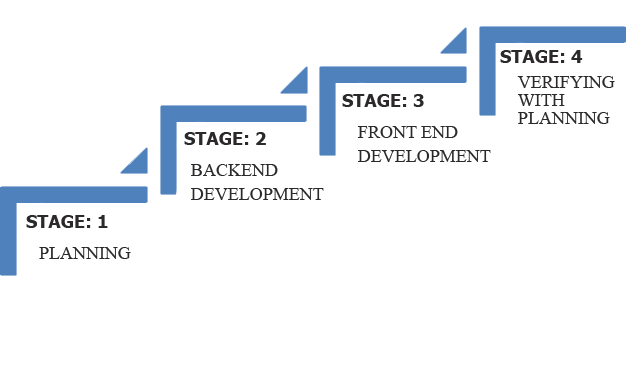 STAGE: 1
PLANNING
STAGE: 2
BACKEND
DEVELOPMENT
STAGE: 3
FRONT END
DEVELOPMENT
STAGE: 4
VERIFYING
WITH
PLANNING